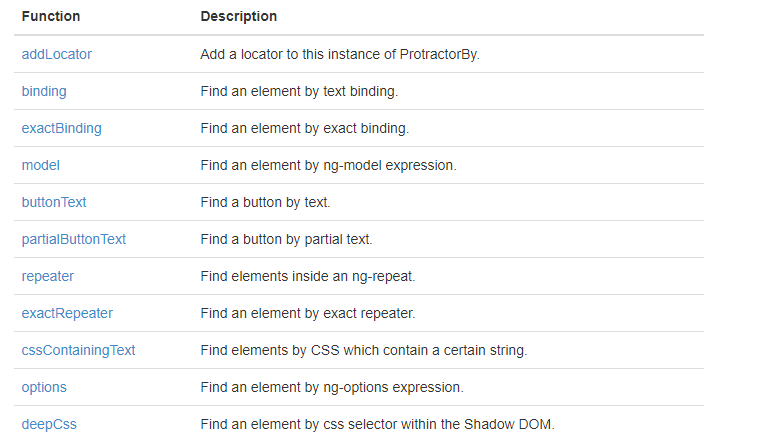 Function Description
addLocator Add a locator to this instance of ProtractorBy.
binding Find an element by text binding.
exactBinding Find an element by exact binding.
model Find an element by ng-model expression.
buttonText Find a button by text.
partialButtonText Find a button by partial text.
repeater Find elements inside an ng-repeat.
exactRepeater Find an element by exact repeater.
cssContainingText Find elements by CSS which contain a certain string.
options Find an element by ng-options expression.
deepCss Find an element by css selector within the Shadow DOM.